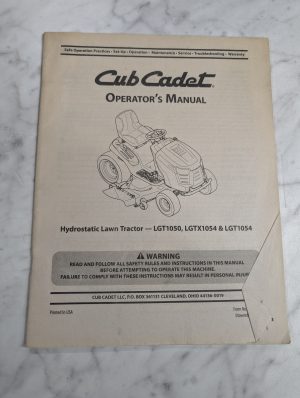 Safe Operation Practices • Set-Up • Operation • Maintenance • Service • Troubleshooting • Warranty
Cub Cadet
OPERATOR'S MANUAL
Hydrostatic Lawn Tractor — LGT1050, LGTX1054 & LGT1054
WARNING
READ AND FOLLOW ALL SAFETY RULES AND INSTRUCTIONS IN THIS MANUAL
BEFORE ATTEMPTING TO OPERATE THIS MACHINE.
FAILURE TO COMPLY WITH THESE INSTRUCTIONS MAY RESULT IN PERSONAL INJURY
CUB CADET LLC, P.O. BOX 361131 CLEVELAND, OHIO 44136-0019
Printed In USA
Form No.